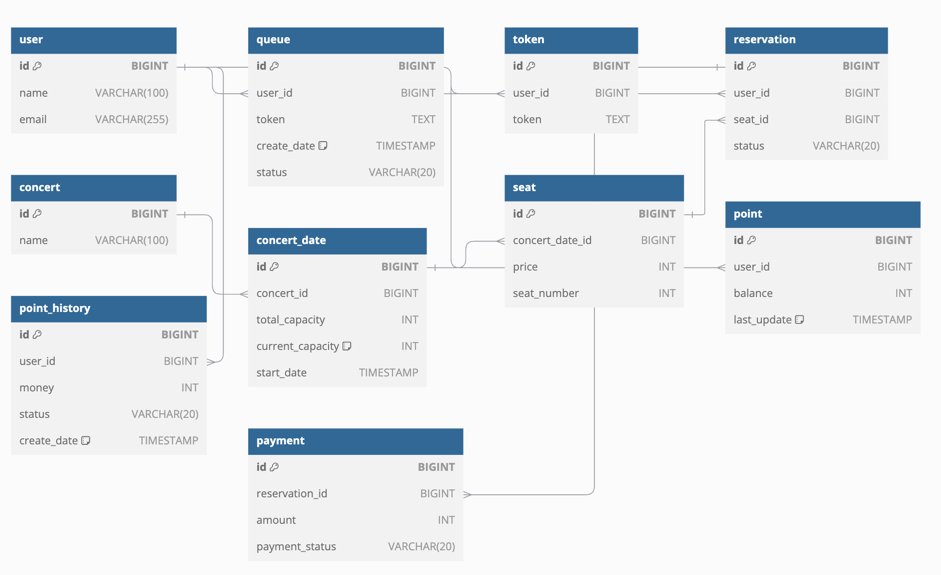 user
id BIGINT
name VARCHAR(100)
email VARCHAR(255)
queue
id BIGINT
user_id BIGINT
token TEXT
create_date TIMESTAMP
status VARCHAR(20)
token
id BIGINT
user_id BIGINT
token TEXT
reservation
id BIGINT
user_id BIGINT
seat_id BIGINT
status VARCHAR(20)
concert
id BIGINT
name VARCHAR(100)
concert_date
id BIGINT
concert_id BIGINT
total_capacity INT
current_capacity INT
start_date TIMESTAMP
seat
id BIGINT
concert_date_id BIGINT
price INT
seat_number INT
point
id BIGINT
user_id BIGINT
balance INT
last_update TIMESTAMP
point_history
id BIGINT
user_id BIGINT
money INT
status VARCHAR(20)
create_date TIMESTAMP
payment
id BIGINT
reservation_id BIGINT
amount INT
payment_status VARCHAR(20)